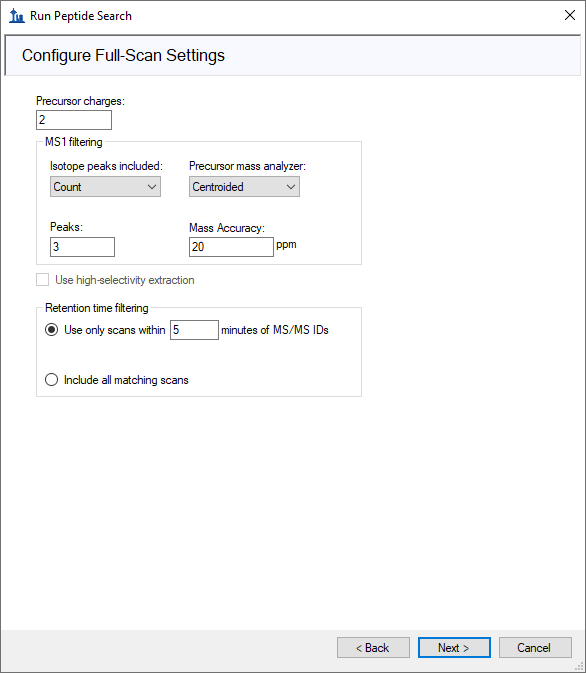 Run Peptide Search
Configure Full-Scan Settings
Precursor charges:
2
MS1 filtering
Isotope peaks included: Precursor mass analyzer:
Count Centroided
Peaks: Mass Accuracy:
3 20 ppm
Use high-selectivity extraction
Retention time filtering
Use only scans within 5 minutes of MS/MS IDs
Include all matching scans
< Back Next > Cancel